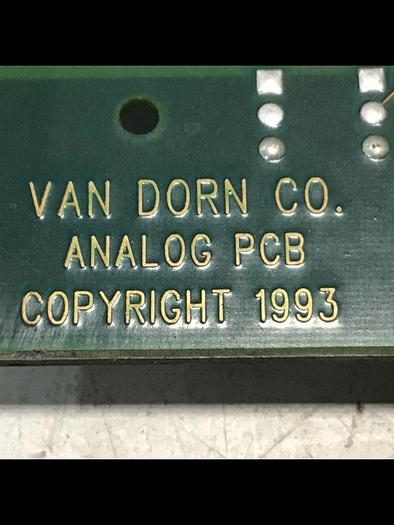 VAN DORN CO.
ANALOG PCB
COPYRIGHT 1993